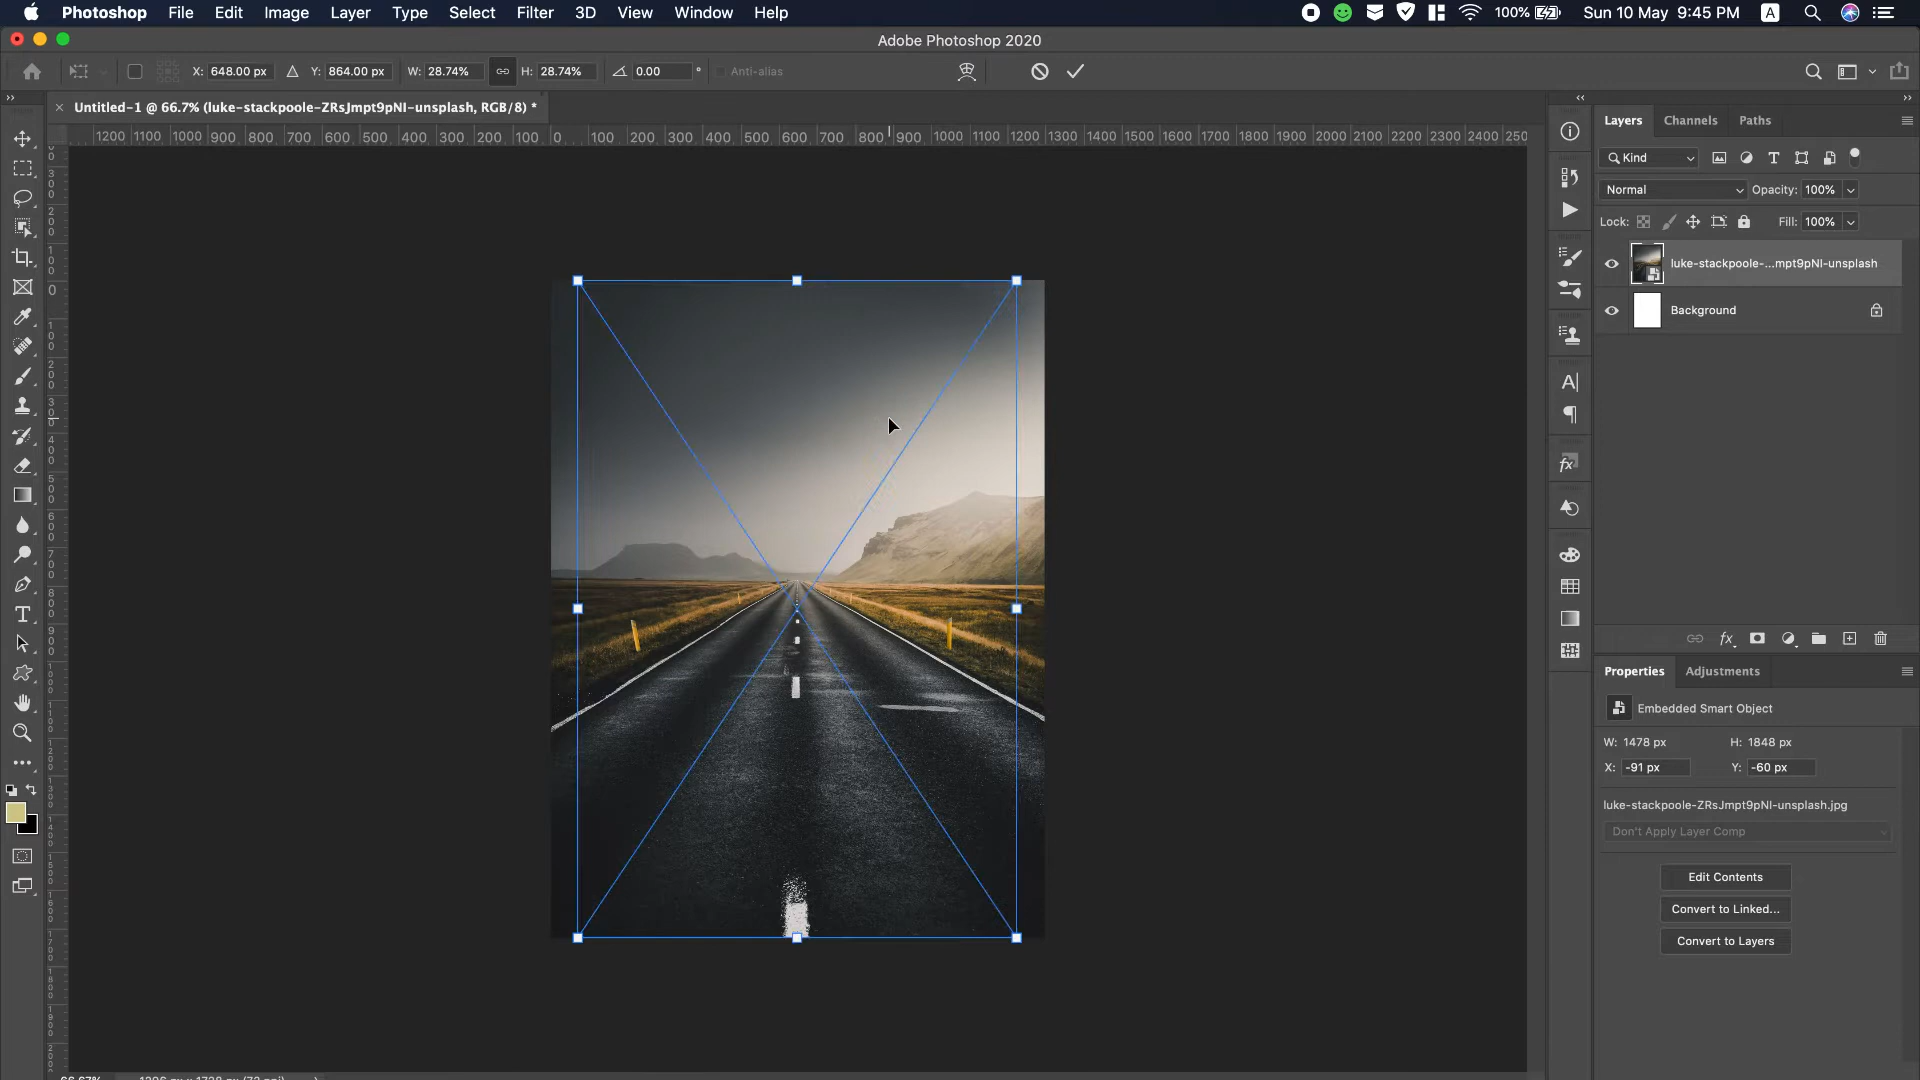 Photoshop File Edit Image Layer Type Select Filter 3D View Window Help 100% Sun 10 May 9:45 PM A
Adobe Photoshop 2020
X: 648.00 px Y: 864.00 px W: 28.74% H: 28.74% 0.00 ° Anti-alias
× Untitled-1 @ 66.7% (luke-stackpoole-ZRsJmpt9pNI-unsplash, RGB/8) *
1200 1100 1000 900 800 700 600 500 400 300 200 100 0 100 200 300 400 500 600 700 800 900 1000 1100 1200 1300 1400 1500 1600 1700 1800 1900 2000 2100 2200 2300 2400 250
Layers Channels Paths
Kind
Normal Opacity: 100%
Lock: Fill: 100%
luke-stackpoole-...mpt9pNI-unsplash
Background
Properties Adjustments
Embedded Smart Object
W: 1478 px H: 1848 px
X: -91 px Y: -60 px
luke-stackpoole-ZRsJmpt9pNI-unsplash.jpg
Don't Apply Layer Comp
Edit Contents
Convert to Linked...
Convert to Layers